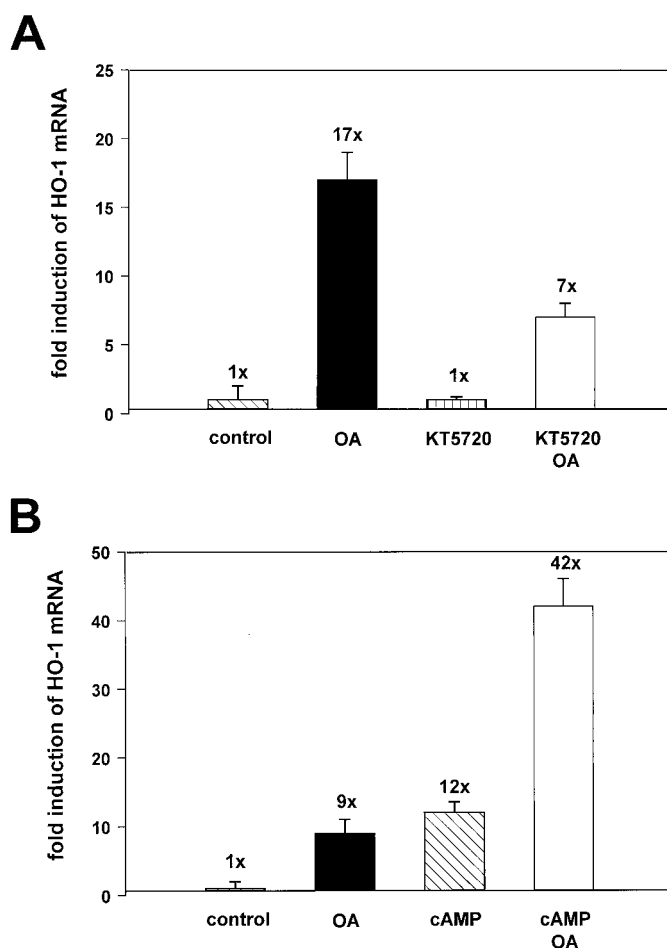 A
fold induction of HO-1 mRNA
25
20
15
10
5
0
1x
17x
1x
7x
control
OA
KT5720
KT5720
OA
B
fold induction of HO-1 mRNA
50
40
30
20
10
0
1x
9x
12x
42x
control
OA
cAMP
cAMP
OA